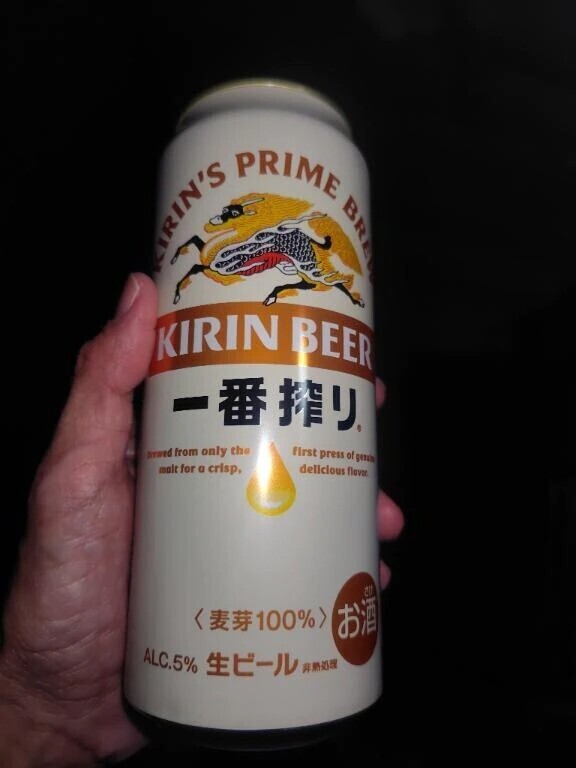 KIRIN'S PRIME BREW
KIRIN BEER
一番搾り®
Brewed from only the first press of genuine
malt for a crisp, delicious flavor.
〈麦芽100%〉
さけ
お酒
ALC.5% 生ビール 非熱処理